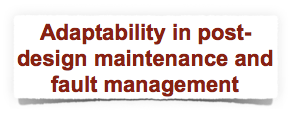 Adaptability in post-
design maintenance and
fault management